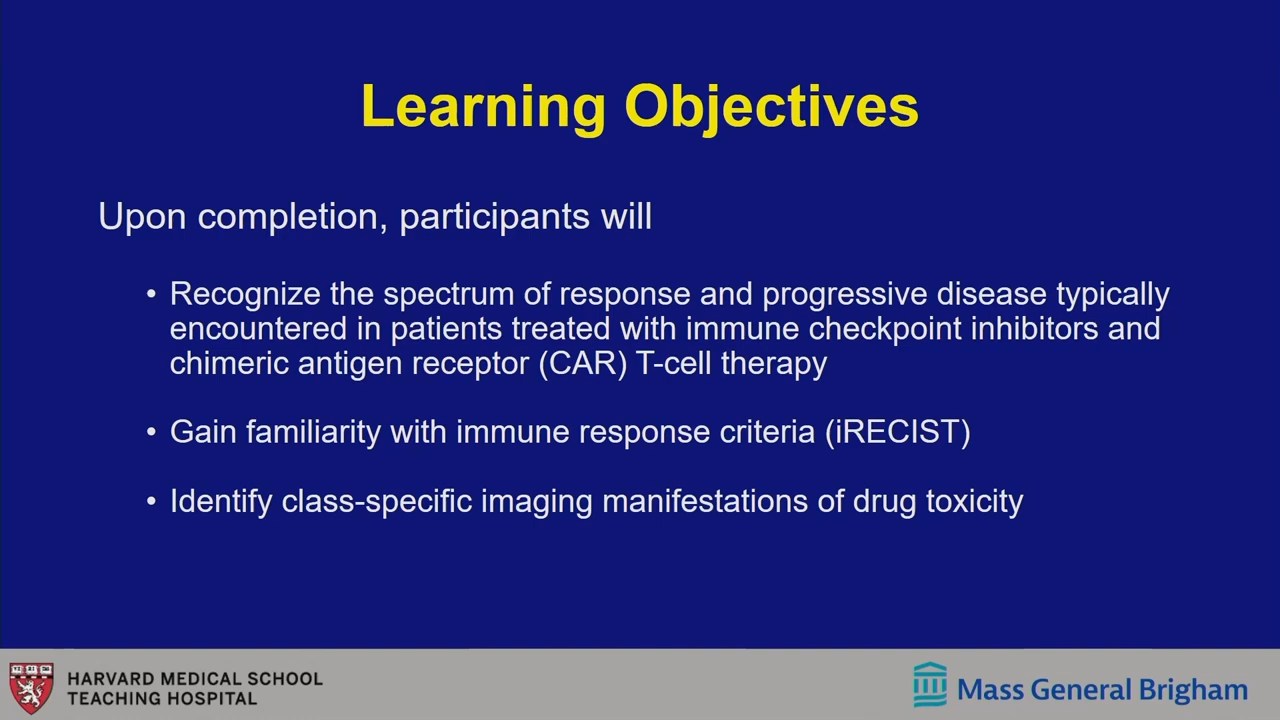 Learning Objectives
Upon completion, participants will
• Recognize the spectrum of response and progressive disease typically
encountered in patients treated with immune checkpoint inhibitors and
chimeric antigen receptor (CAR) T-cell therapy
• Gain familiarity with immune response criteria (iRECIST)
• Identify class-specific imaging manifestations of drug toxicity
HARVARD MEDICAL SCHOOL
TEACHING HOSPITAL
Mass General Brigham